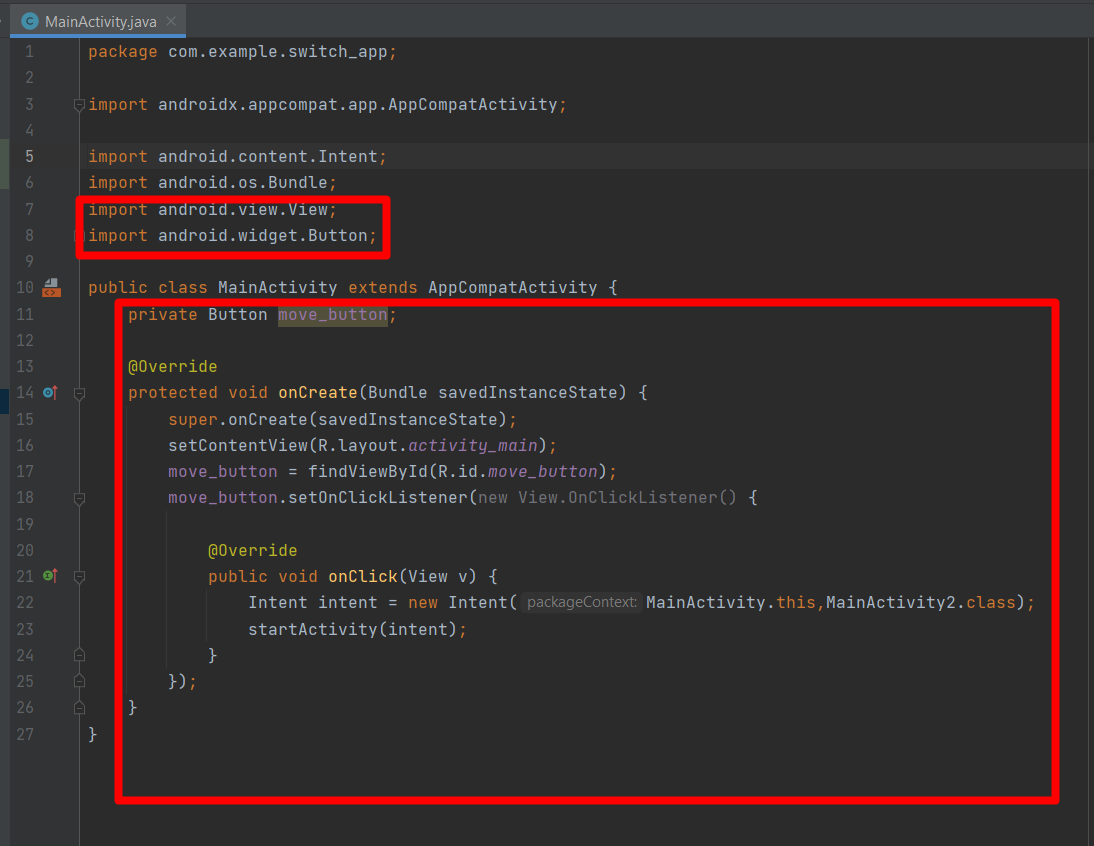 MainActivity.java
1 package com.example.switch_app;
2
3 import androidx.appcompat.app.AppCompatActivity;
4
5 import android.content.Intent;
6 import android.os.Bundle;
7 import android.view.View;
8 import android.widget.Button;
9
10 public class MainActivity extends AppCompatActivity {
11     private Button move_button;
12
13     @Override
14     protected void onCreate(Bundle savedInstanceState) {
15         super.onCreate(savedInstanceState);
16         setContentView(R.layout.activity_main);
17         move_button = findViewById(R.id.move_button);
18         move_button.setOnClickListener(new View.OnClickListener() {
19
20             @Override
21             public void onClick(View v) {
22                 Intent intent = new Intent( packageContext: MainActivity.this,MainActivity2.class);
23                 startActivity(intent);
24             }
25         });
26     }
27 }